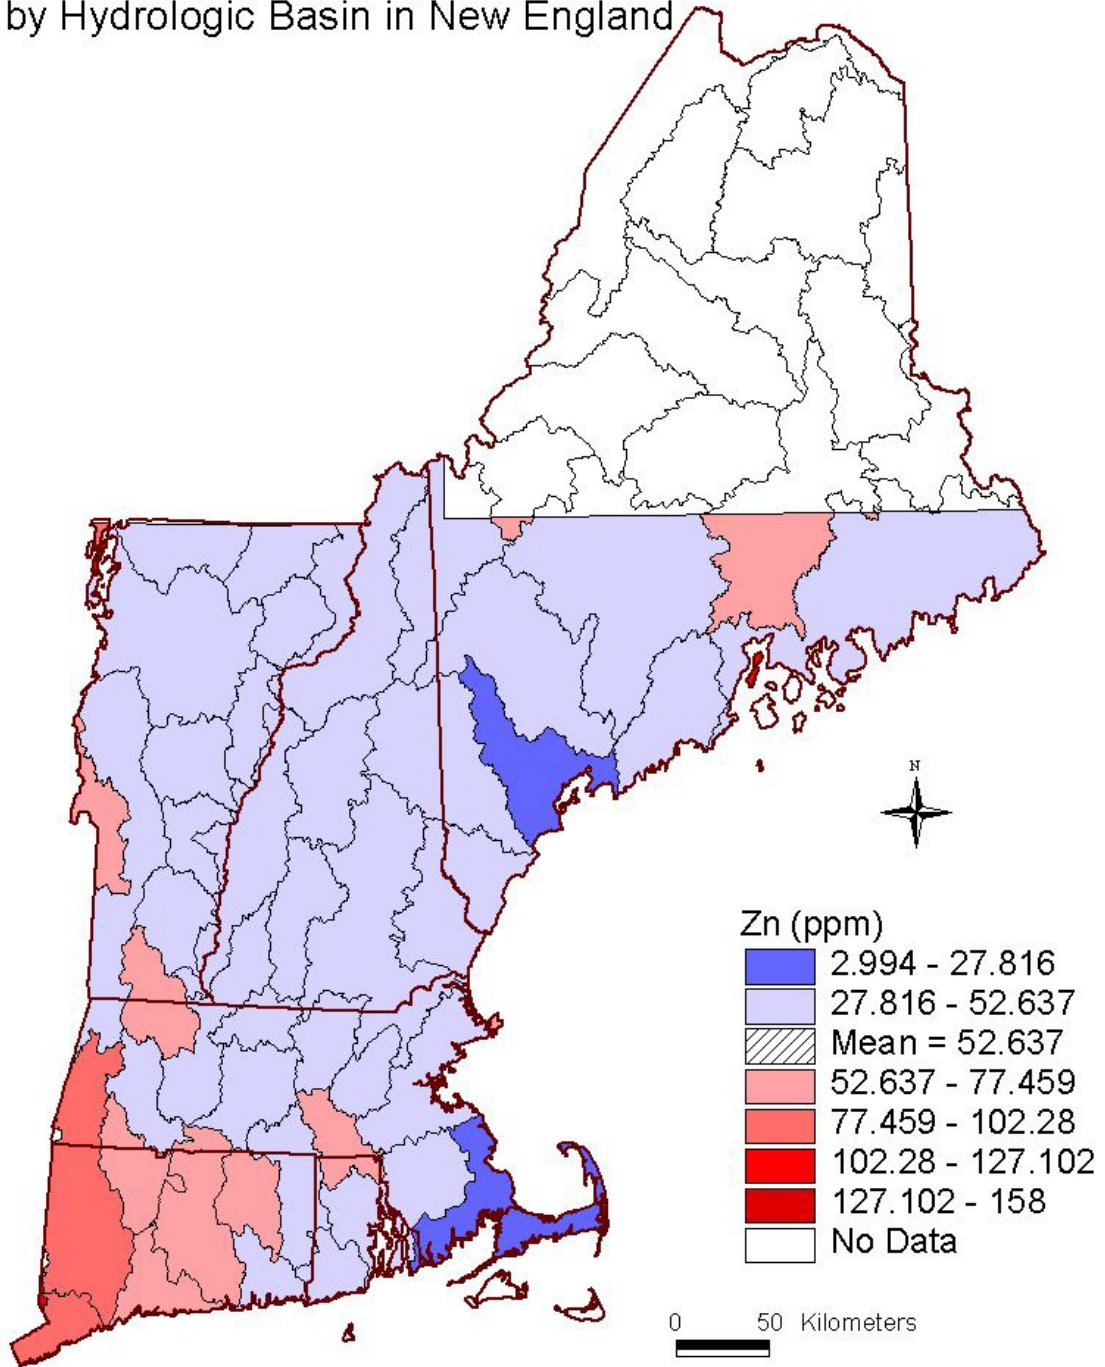 by Hydrologic Basin in New England
N
Zn (ppm)
2.994 - 27.816
27.816 - 52.637
Mean = 52.637
52.637 - 77.459
77.459 - 102.28
102.28 - 127.102
127.102 - 158
No Data
0 50 Kilometers